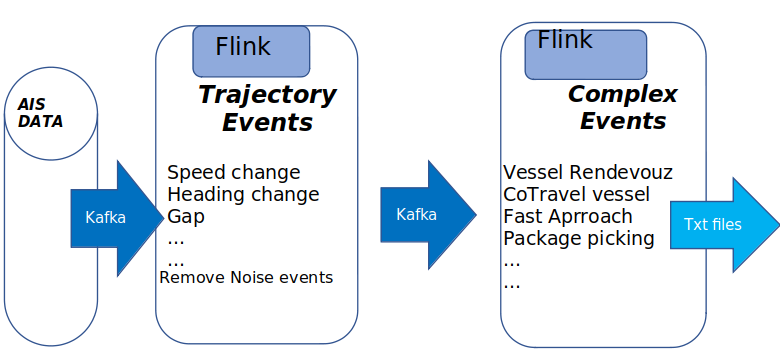 AIS
DATA
Kafka
Flink
Trajectory
Events
Speed change
Heading change
Gap
...
...
Remove Noise events
Kafka
Flink
Complex
Events
Vessel Rendevouz
CoTravel vessel
Fast Aprroach
Package picking
...
...
Txt files